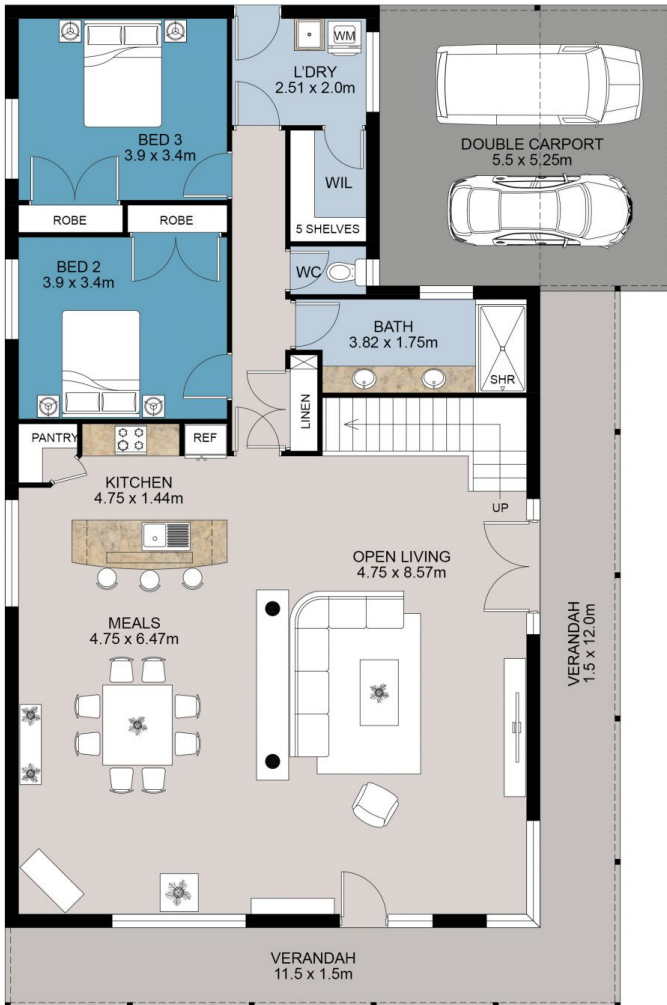 WM
L'DRY
2.51 x 2.0m
BED 3
3.9 x 3.4m
DOUBLE CARPORT
5.5 x 5.25m
WIL
ROBE
ROBE
5 SHELVES
BED 2
3.9 x 3.4m
WC
BATH
3.82 x 1.75m
SHR
LINEN
PANTRY
REF
KITCHEN
4.75 x 1.44m
UP
OPEN LIVING
4.75 x 8.57m
MEALS
4.75 x 6.47m
VERANDAH
1.5 x 12.0m
VERANDAH
11.5 x 1.5m